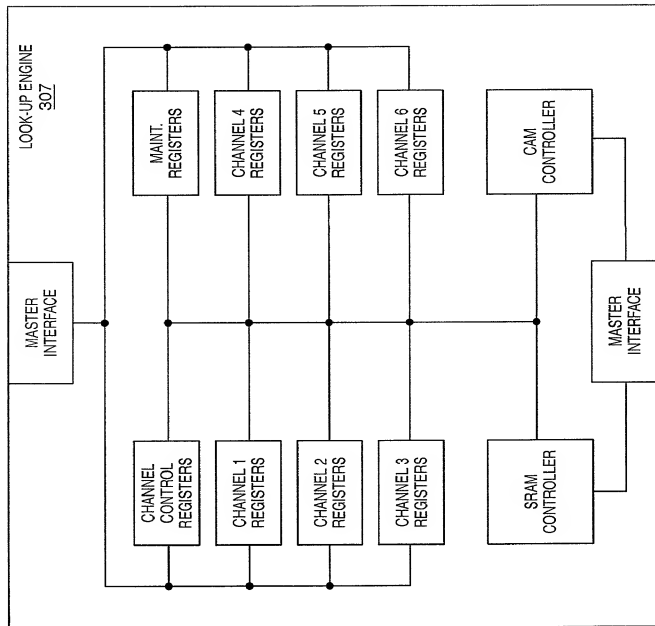 LOOK-UP ENGINE
307
MASTER
INTERFACE
CHANNEL
CONTROL
REGISTERS
MAINT.
REGISTERS
CHANNEL 1
REGISTERS
CHANNEL 4
REGISTERS
CHANNEL 2
REGISTERS
CHANNEL 5
REGISTERS
CHANNEL 3
REGISTERS
CHANNEL 6
REGISTERS
SRAM
CONTROLLER
CAM
CONTROLLER
MASTER
INTERFACE